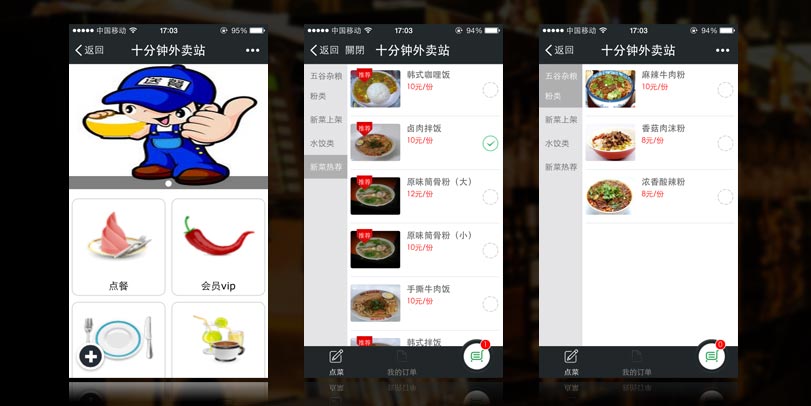 中国移动 17:03 95%
返回 十分钟外卖站
送餐
点餐 会员vip
中国移动 17:03 94%
返回 關閉 十分钟外卖站
五谷杂粮
粉类
新菜上架
水饺类
新菜热荐
推荐
韩式咖喱饭
10元/份
推荐
卤肉拌饭
10元/份
推荐
原味筒骨粉（大）
12元/份
推荐
原味筒骨粉（小）
10元/份
手撕牛肉饭
10元/份
推荐
韩式拌饭
点菜 我的订单 1
中国移动 17:03 94%
返回 十分钟外卖站
五谷杂粮
粉类
新菜上架
水饺类
新菜热荐
麻辣牛肉粉
10元/份
香菇肉沫粉
8元/份
浓香酸辣粉
8元/份
点菜 我的订单 0